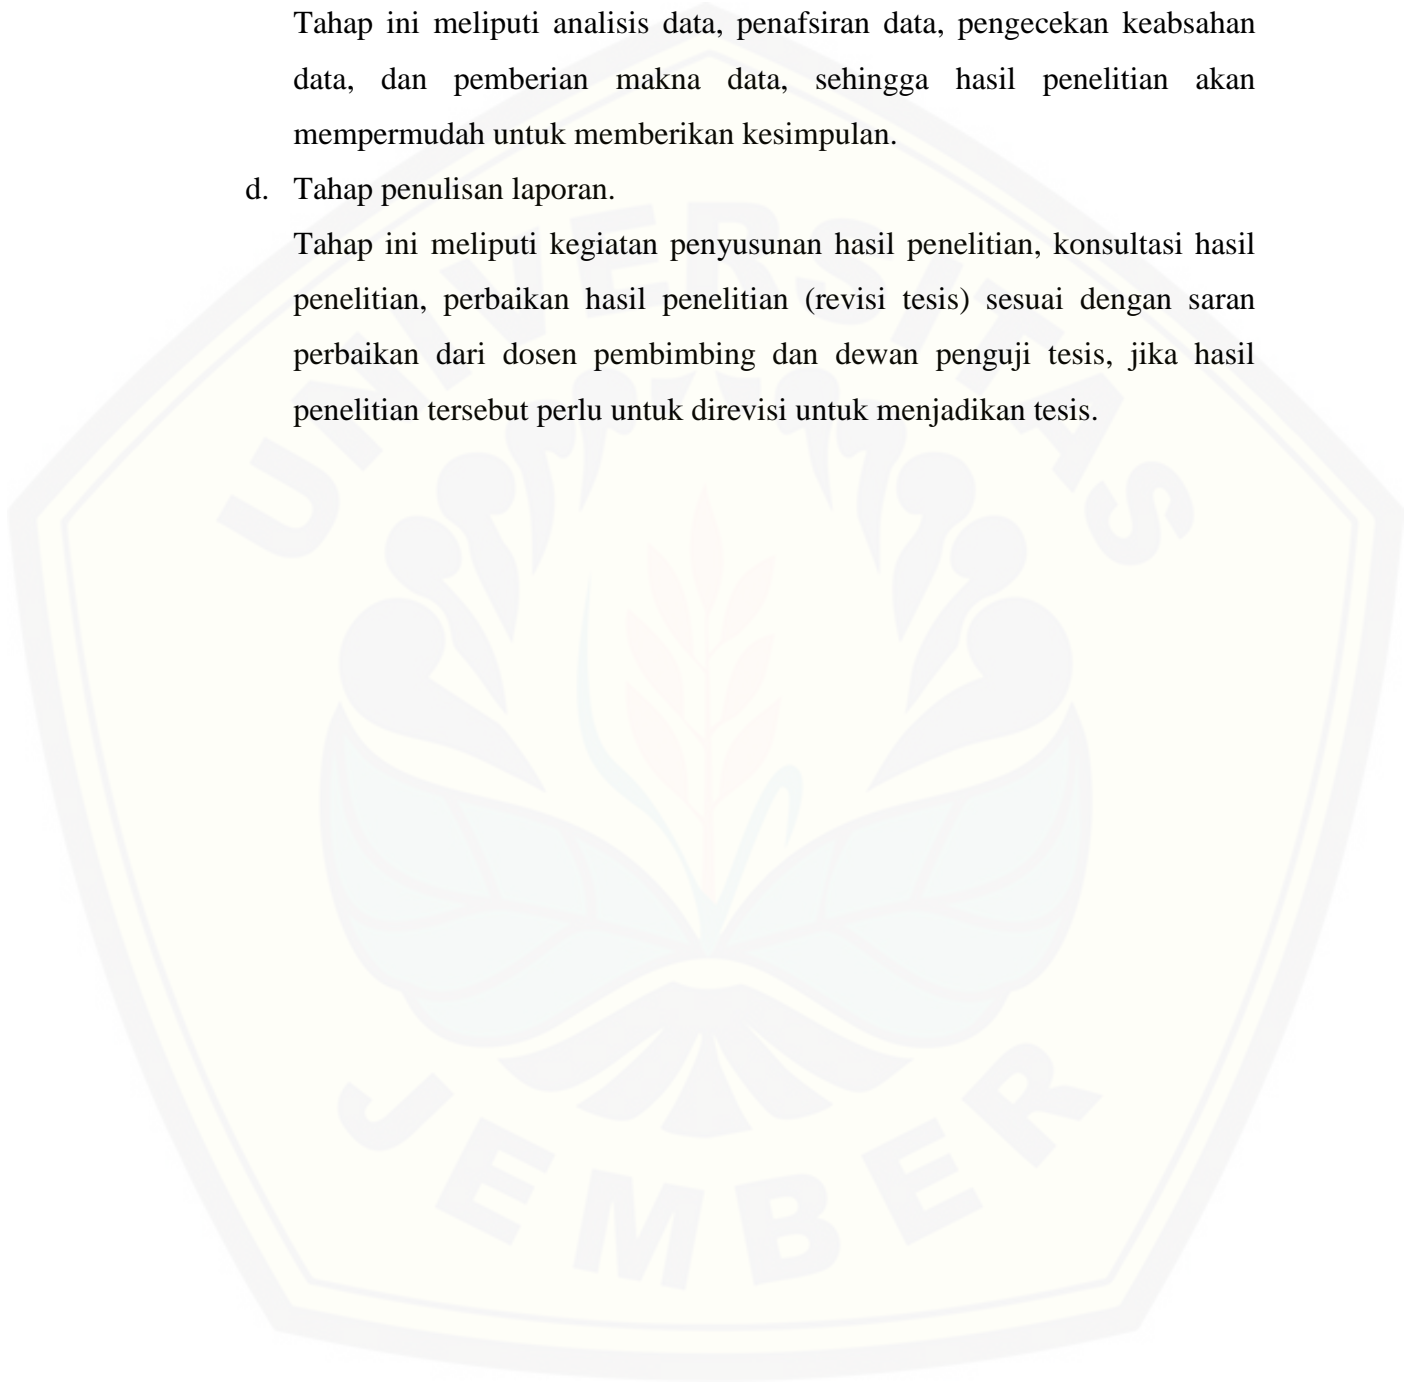 Tahap ini meliputi analisis data, penafsiran data, pengecekan keabsahan
data, dan pemberian makna data, sehingga hasil penelitian akan
mempermudah untuk memberikan kesimpulan.
d. Tahap penulisan laporan.
Tahap ini meliputi kegiatan penyusunan hasil penelitian, konsultasi hasil
penelitian, perbaikan hasil penelitian (revisi tesis) sesuai dengan saran
perbaikan dari dosen pembimbing dan dewan penguji tesis, jika hasil
penelitian tersebut perlu untuk direvisi untuk menjadikan tesis.
UNIVERSITAS
JEMBER